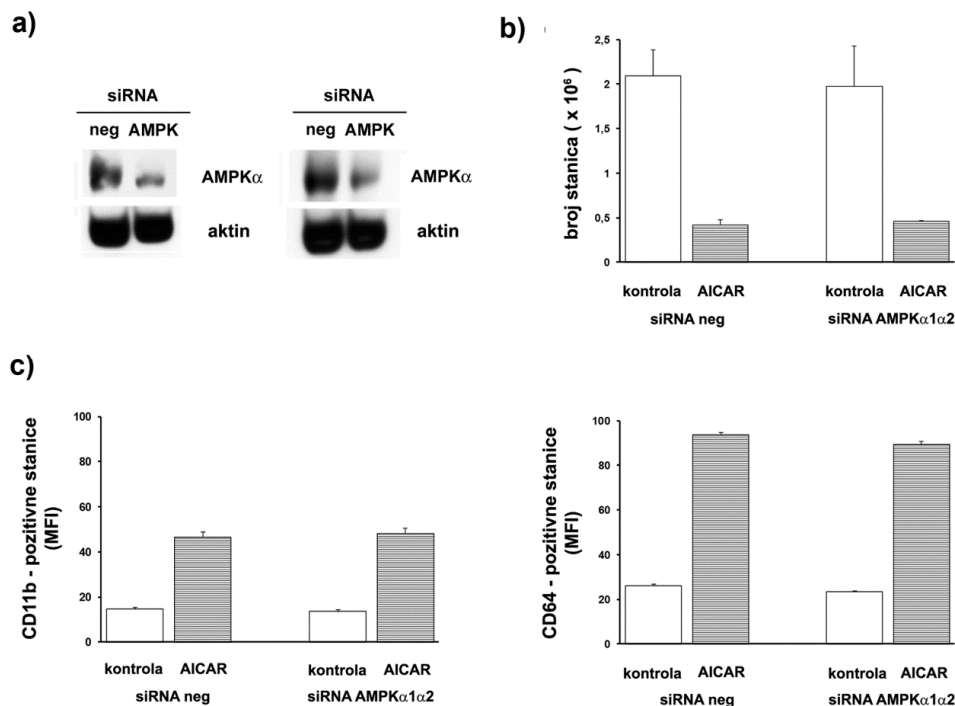 a)
siRNA
neg AMPK
AMPKα
aktin
siRNA
neg AMPK
AMPKα
aktin
b)
broj stanica ( x 10⁶ )
2,5
2
1,5
1
0,5
0
kontrola AICAR kontrola AICAR
siRNA neg siRNA AMPKα1α2
c)
CD11b - pozitivne stanice
(MFI)
100
80
60
40
20
0
kontrola AICAR kontrola AICAR
siRNA neg siRNA AMPKα1α2
CD64 - pozitivne stanice
(MFI)
100
80
60
40
20
0
kontrola AICAR kontrola AICAR
siRNA neg siRNA AMPKα1α2